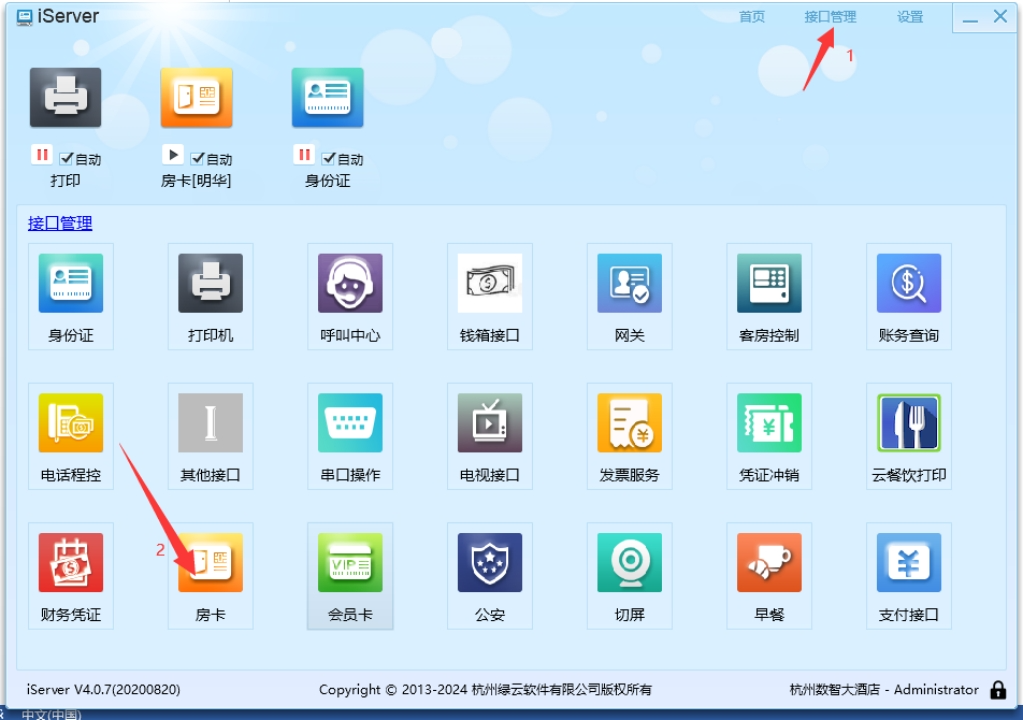 iServer
首页 接口管理 设置
1
自动 自动 自动
打印 房卡[明华] 身份证
接口管理
身份证 打印机 呼叫中心 钱箱接口 网关 客房控制 账务查询
电话程控 其他接口 串口操作 电视接口 发票服务 凭证冲销 云餐饮打印
2
VIP
财务凭证 房卡 会员卡 公安 切屏 早餐 支付接口
iServer V4.0.7(20200820) Copyright © 2013-2024 杭州绿云软件有限公司版权所有 杭州数智大酒店 - Administrator
中文(中国)